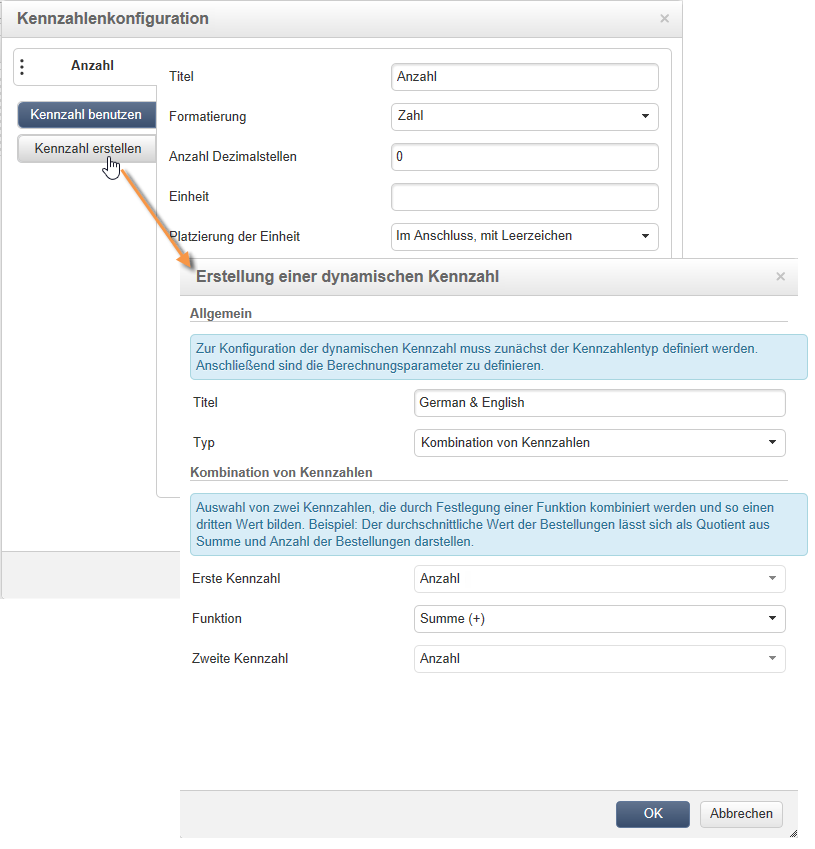 Kennzahlenkonfiguration ×
Anzahl
Titel Anzahl
Kennzahl benutzen
Formatierung Zahl
Kennzahl erstellen
Anzahl Dezimalstellen 0
Einheit
Platzierung der Einheit Im Anschluss, mit Leerzeichen
Erstellung einer dynamischen Kennzahl ×
Allgemein
Zur Konfiguration der dynamischen Kennzahl muss zunächst der Kennzahlentyp definiert werden.
Anschließend sind die Berechnungsparameter zu definieren.
Titel German & English
Typ Kombination von Kennzahlen
Kombination von Kennzahlen
Auswahl von zwei Kennzahlen, die durch Festlegung einer Funktion kombiniert werden und so einen
dritten Wert bilden. Beispiel: Der durchschnittliche Wert der Bestellungen lässt sich als Quotient aus
Summe und Anzahl der Bestellungen darstellen.
Erste Kennzahl Anzahl
Funktion Summe (+)
Zweite Kennzahl Anzahl
OK Abbrechen